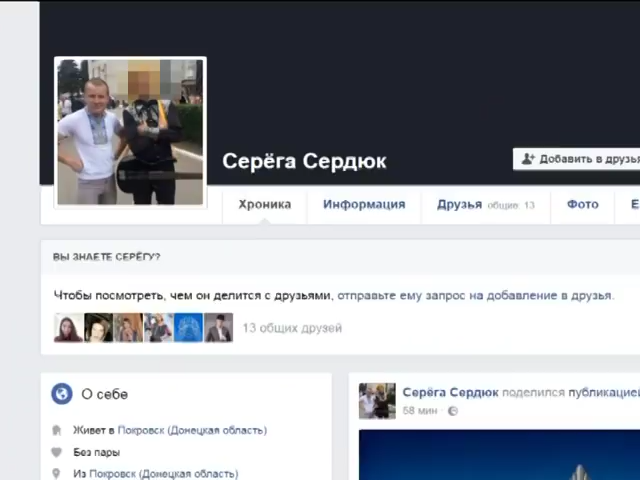 Серёга Сердюк
Добавить в друзья
Хроника Информация Друзья общие: 13 Фото
ВЫ ЗНАЕТЕ СЕРЁГУ?
Чтобы посмотреть, чем он делится с друзьями, отправьте ему запрос на добавление в друзья.
13 общих друзей
О себе
Живет в Покровск (Донецкая область)
Без пары
Из Покровск (Донецкая область)
Серёга Сердюк поделился публикацией
58 мин ·